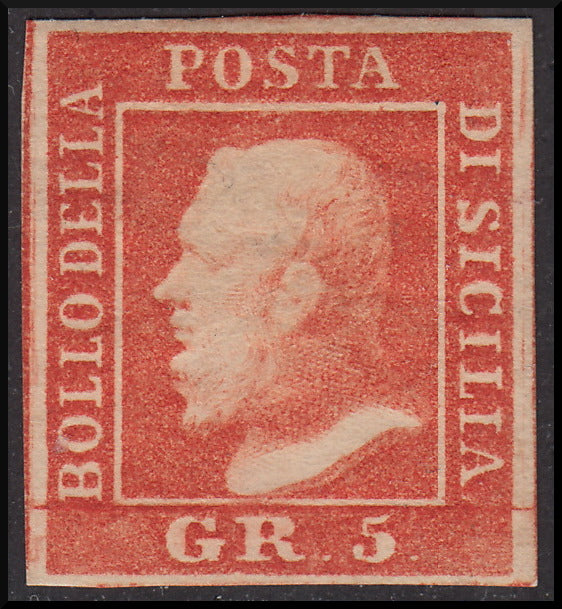 BOLLO DELLA
POSTA
DI SICILIA
GR. 5.